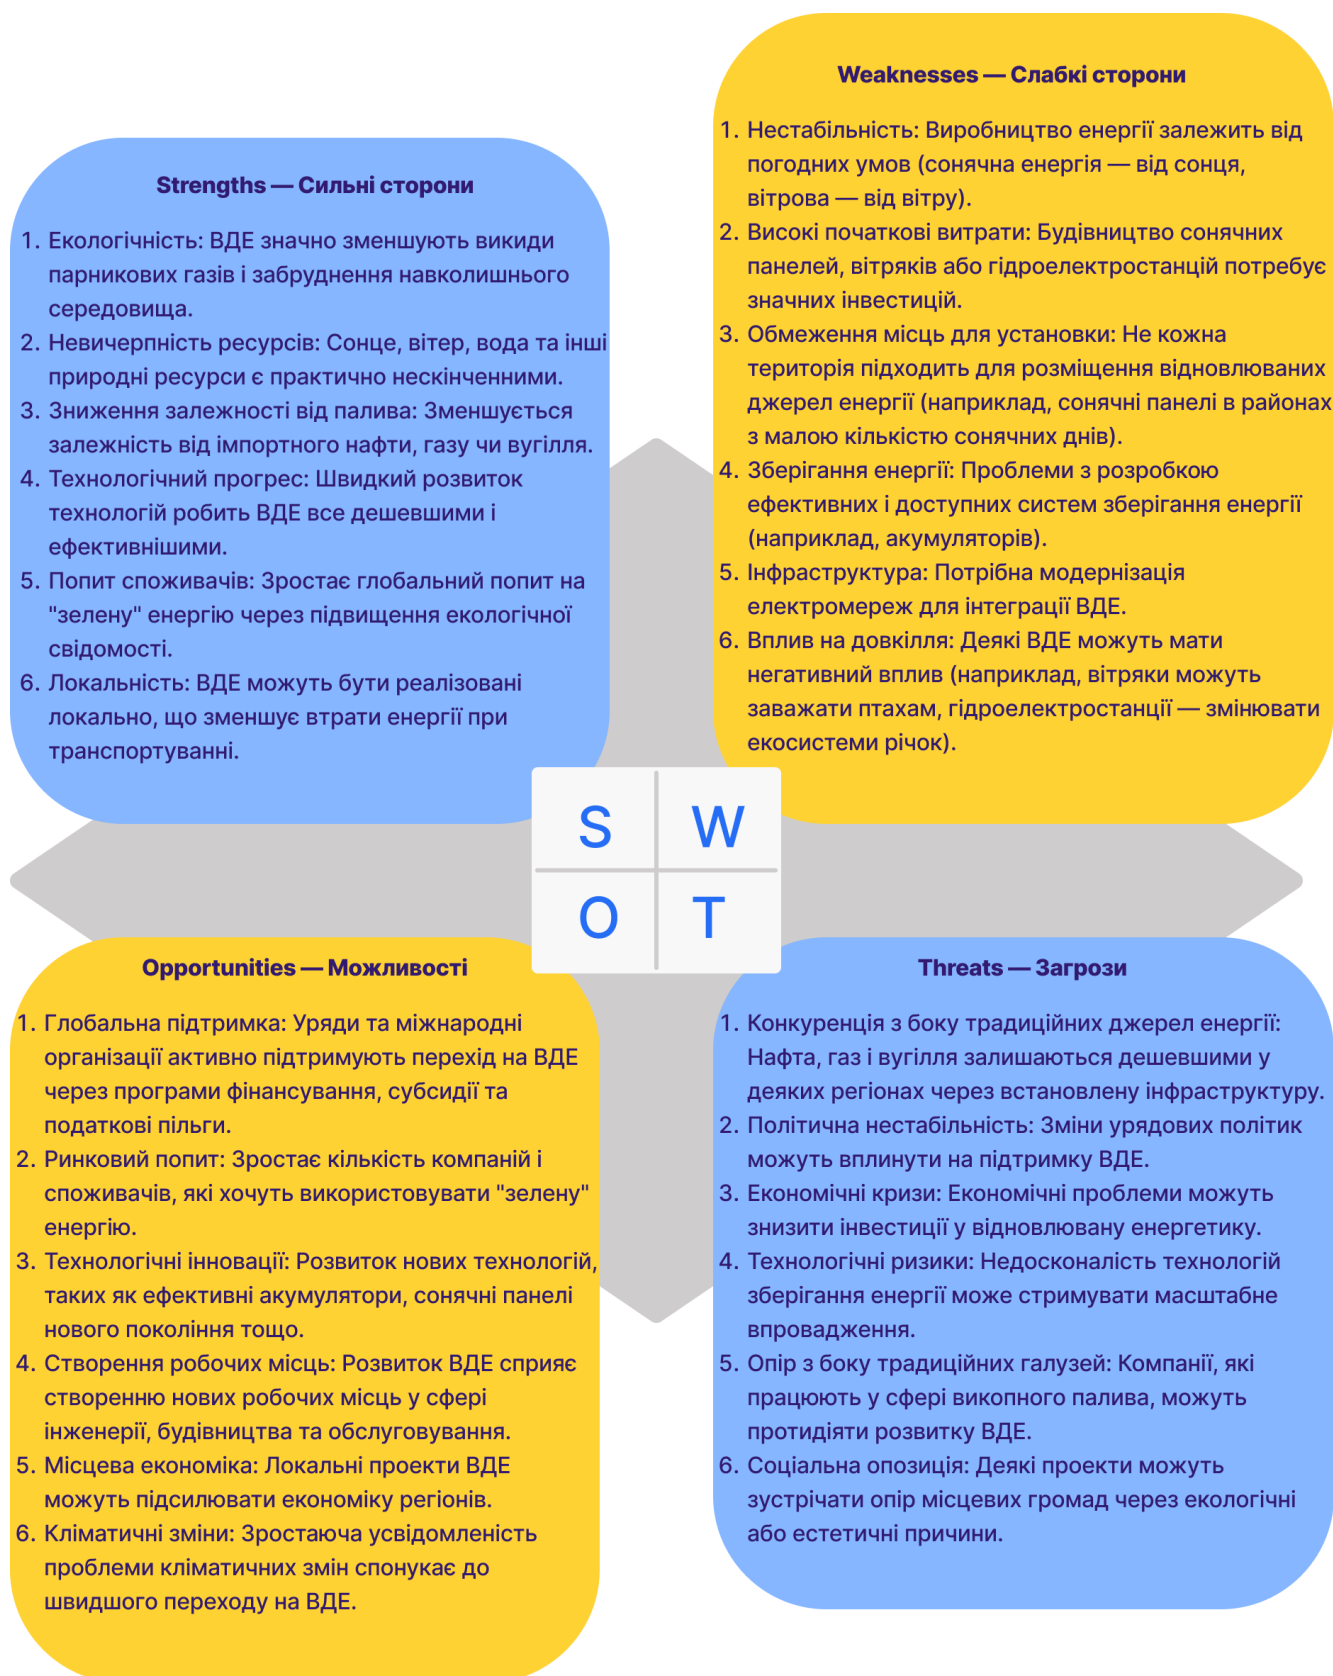 Strengths — Сильні сторони
1. Екологічність: ВДЕ значно зменшують викиди
парникових газів і забруднення навколишнього
середовища.
2. Невичерпність ресурсів: Сонце, вітер, вода та інші
природні ресурси є практично нескінченними.
3. Зниження залежності від палива: Зменшується
залежність від імпортного нафти, газу чи вугілля.
4. Технологічний прогрес: Швидкий розвиток
технологій робить ВДЕ все дешевшими і
ефективнішими.
5. Попит споживачів: Зростає глобальний попит на
"зелену" енергію через підвищення екологічної
свідомості.
6. Локальність: ВДЕ можуть бути реалізовані
локально, що зменшує втрати енергії при
транспортуванні.
Weaknesses — Слабкі сторони
1. Нестабільність: Виробництво енергії залежить від
погодних умов (сонячна енергія — від сонця,
вітрова — від вітру).
2. Високі початкові витрати: Будівництво сонячних
панелей, вітряків або гідроелектростанцій потребує
значних інвестицій.
3. Обмеження місць для установки: Не кожна
територія підходить для розміщення відновлюваних
джерел енергії (наприклад, сонячні панелі в районах
з малою кількістю сонячних днів).
4. Зберігання енергії: Проблеми з розробкою
ефективних і доступних систем зберігання енергії
(наприклад, акумуляторів).
5. Інфраструктура: Потрібна модернізація
електромереж для інтеграції ВДЕ.
6. Вплив на довкілля: Деякі ВДЕ можуть мати
негативний вплив (наприклад, вітряки можуть
заважати птахам, гідроелектростанції — змінювати
екосистеми річок).
S W
O T
Opportunities — Можливості
1. Глобальна підтримка: Уряди та міжнародні
організації активно підтримують перехід на ВДЕ
через програми фінансування, субсидії та
податкові пільги.
2. Ринковий попит: Зростає кількість компаній і
споживачів, які хочуть використовувати "зелену"
енергію.
3. Технологічні інновації: Розвиток нових технологій,
таких як ефективні акумулятори, сонячні панелі
нового покоління тощо.
4. Створення робочих місць: Розвиток ВДЕ сприяє
створенню нових робочих місць у сфері
інженерії, будівництва та обслуговування.
5. Місцева економіка: Локальні проекти ВДЕ
можуть підсилювати економіку регіонів.
6. Кліматичні зміни: Зростаюча усвідомленість
проблеми кліматичних змін спонукає до
швидшого переходу на ВДЕ.
Threats — Загрози
1. Конкуренція з боку традиційних джерел енергії:
Нафта, газ і вугілля залишаються дешевшими у
деяких регіонах через встановлену інфраструктуру.
2. Політична нестабільність: Зміни урядових політик
можуть вплинути на підтримку ВДЕ.
3. Економічні кризи: Економічні проблеми можуть
знизити інвестиції у відновлювану енергетику.
4. Технологічні ризики: Недосконалість технологій
зберігання енергії може стримувати масштабне
впровадження.
5. Опір з боку традиційних галузей: Компанії, які
працюють у сфері викопного палива, можуть
протидіяти розвитку ВДЕ.
6. Соціальна опозиція: Деякі проекти можуть
зустрічати опір місцевих громад через екологічні
або естетичні причини.